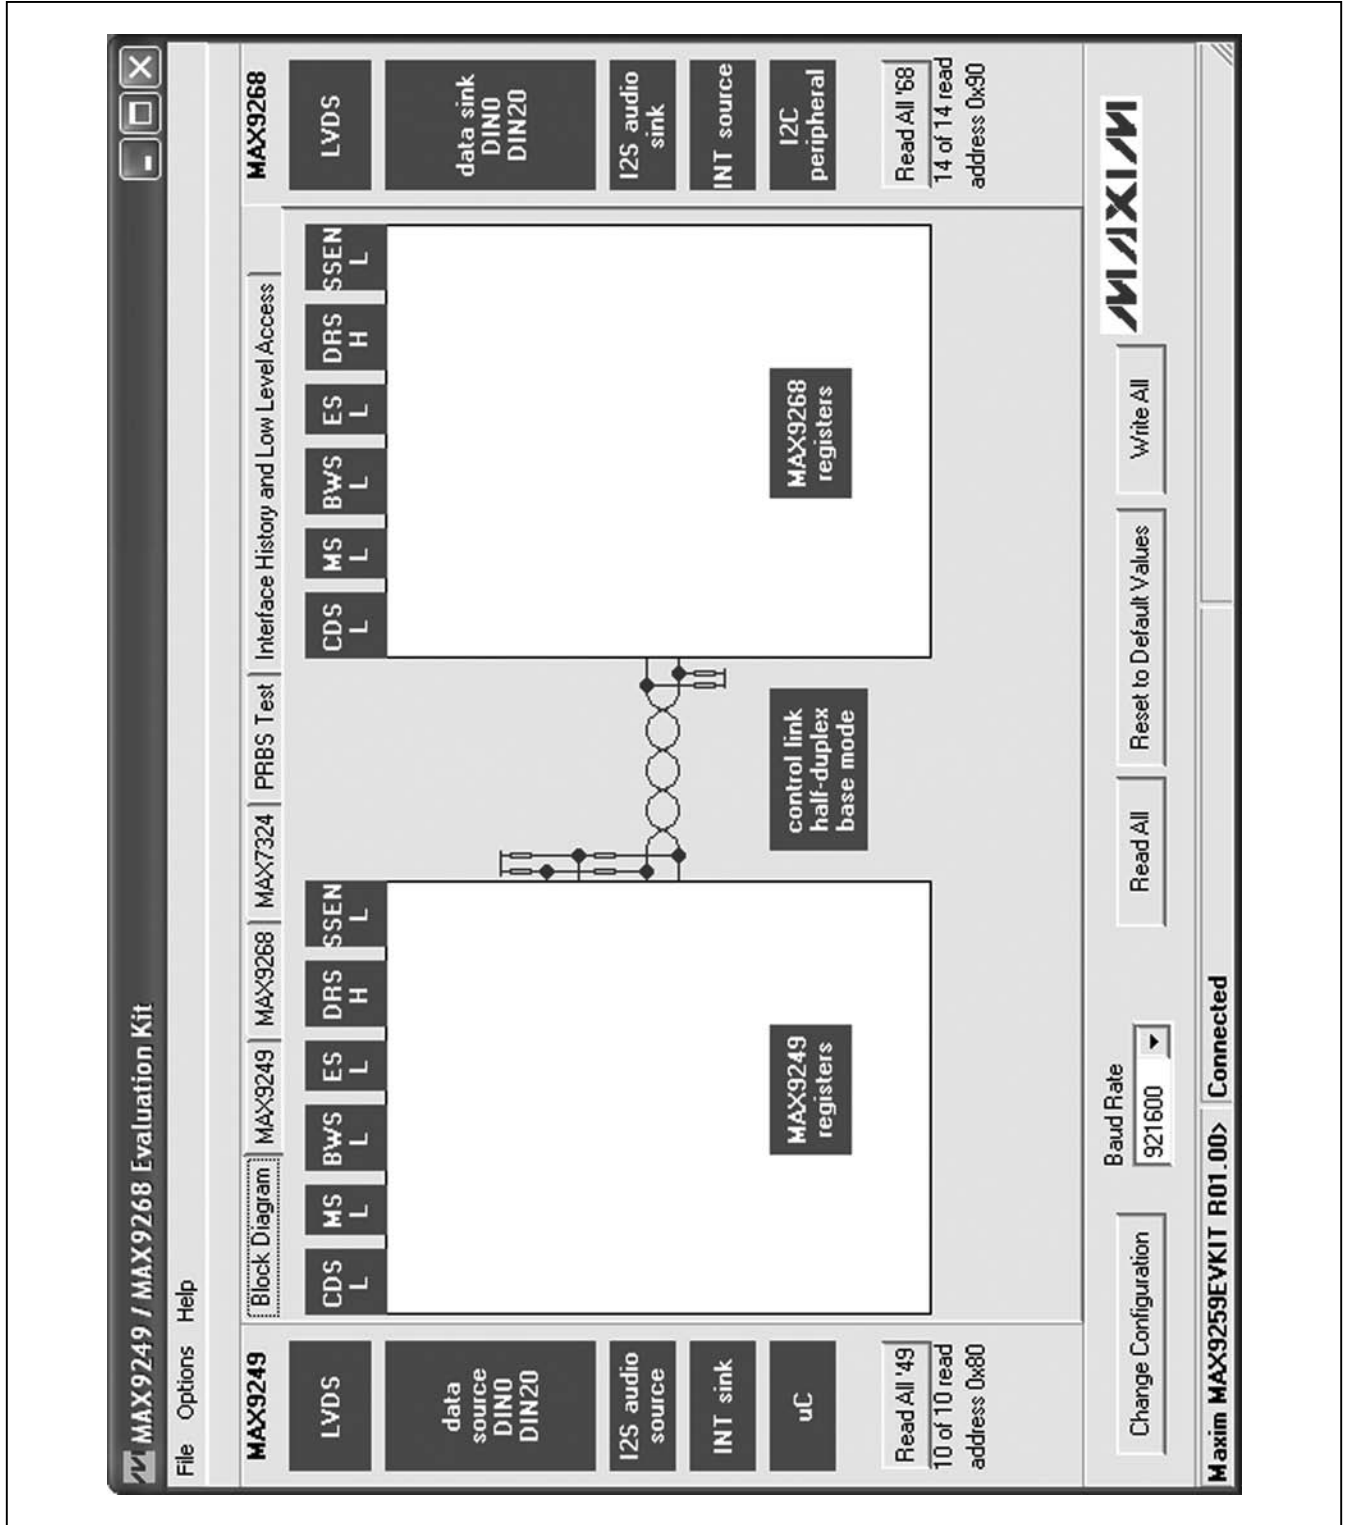 MAX9249 / MAX9268 Evaluation Kit
File Options Help
MAX9249
Block Diagram MAX9249 MAX9268 MAX7324 PRBS Test Interface History and Low Level Access
MAX9268
LVDS
data
source
DIN0
DIN20
I2S audio
source
INT sink
uC
Read All '49
10 of 10 read
address 0x80
CDS
L
MS
L
BWS
L
ES
L
DRS
H
SSEN
L
MAX9249
registers
control link
half-duplex
base mode
CDS
L
MS
L
BWS
L
ES
L
DRS
H
SSEN
L
MAX9268
registers
LVDS
data sink
DIN0
DIN20
I2S audio
sink
INT source
I2C
peripheral
Read All '68
14 of 14 read
address 0x90
Change Configuration
Baud Rate
921600
Read All
Reset to Default Values
Write All
MAXIM
Maxim MAX9259EVKIT R01.00> Connected